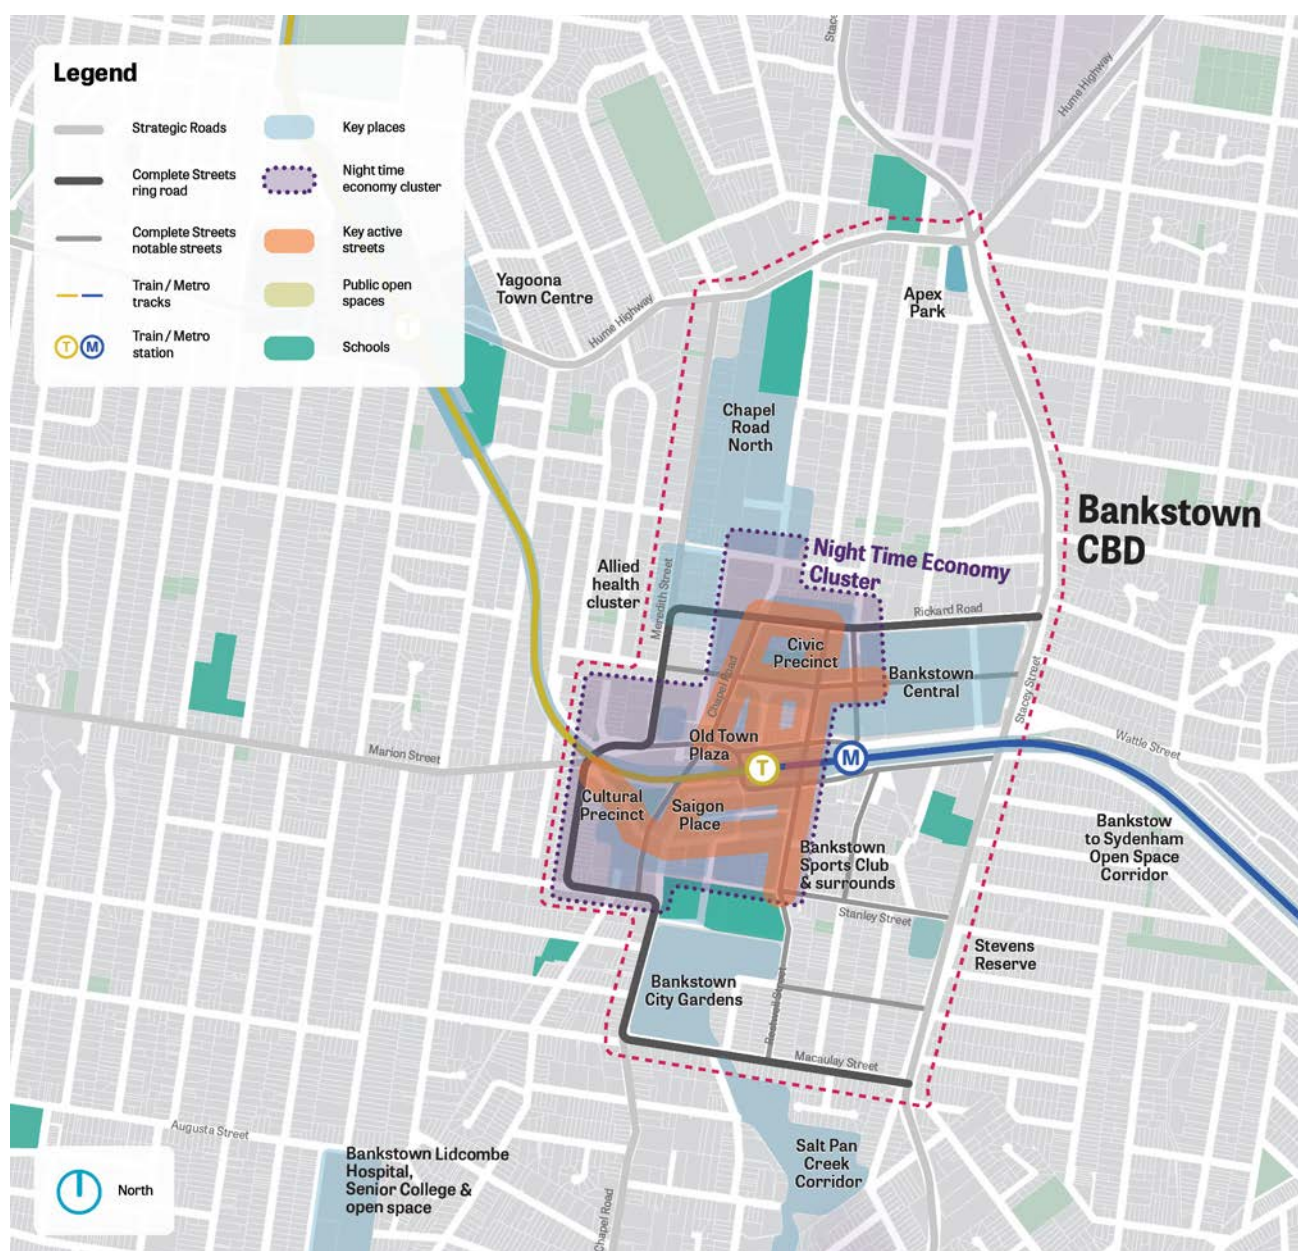 Legend
Strategic Roads
Key places
Complete Streets
ring road
Night time
economy cluster
Complete Streets
notable streets
Key active
streets
Train / Metro
tracks
Public open
spaces
T M
Train / Metro
station
Schools
Stace
Hume Highway
Yagoona
Town Centre
Hume Highway
Apex
Park
Chapel
Road
North
Bankstown
CBD
Night Time Economy
Cluster
Allied
health
cluster
Meredith Street
Rickard Road
Civic
Precinct
Chapel Road
Bankstown
Central
Stacey Street
Old Town
Plaza
Marion Street
T
M
Wattle Street
Cultural
Precinct
Saigon
Place
Bankstown
Sports Club
& surrounds
Bankstow
to Sydenham
Open Space
Corridor
Stanley Street
Stevens
Reserve
Bankstown
City Gardens
Street
Macaulay Street
Augusta Street
Salt Pan
Creek
Corridor
Bankstown Lidcombe
Hospital,
Senior College &
open space
Chapel Road
North